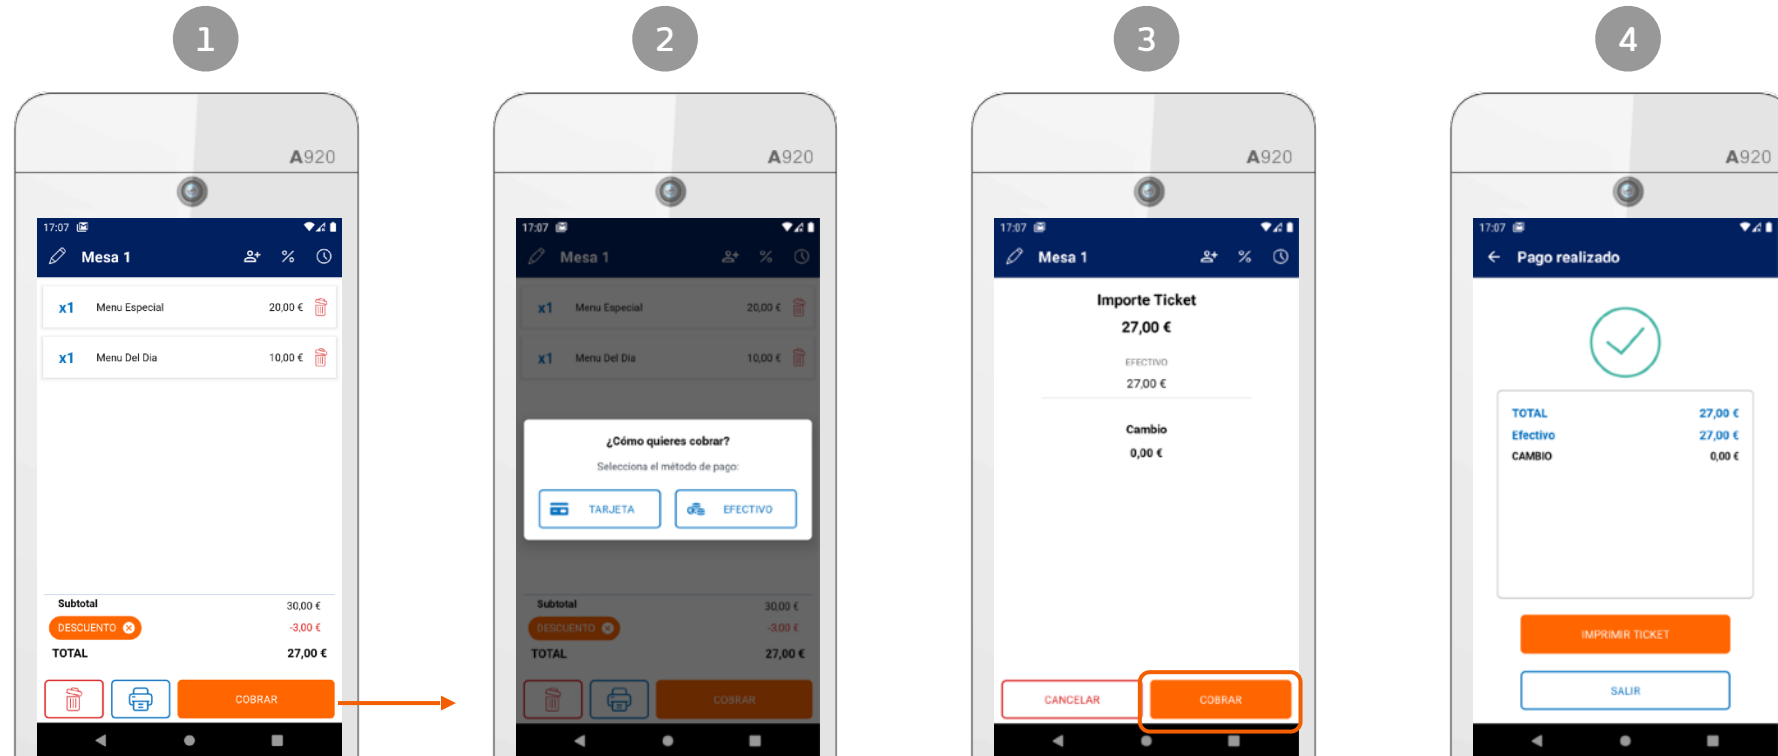 1
A920
17:07
Mesa 1
x1 Menu Especial 20,00 €
x1 Menu Del Dia 10,00 €
Subtotal 30,00 €
DESCUENTO -3,00 €
TOTAL 27,00 €
COBRAR
2
A920
17:07
Mesa 1
x1 Menu Especial 20,00 €
x1 Menu Del Dia 10,00 €
¿Cómo quieres cobrar?
Selecciona el método de pago:
TARJETA EFECTIVO
Subtotal 30,00 €
DESCUENTO -3,00 €
TOTAL 27,00 €
COBRAR
3
A920
17:07
Mesa 1
Importe Ticket
27,00 €
EFECTIVO
27,00 €
Cambio
0,00 €
CANCELAR COBRAR
4
A920
17:07
Pago realizado
TOTAL 27,00 €
Efectivo 27,00 €
CAMBIO 0,00 €
IMPRIMIR TICKET
SALIR